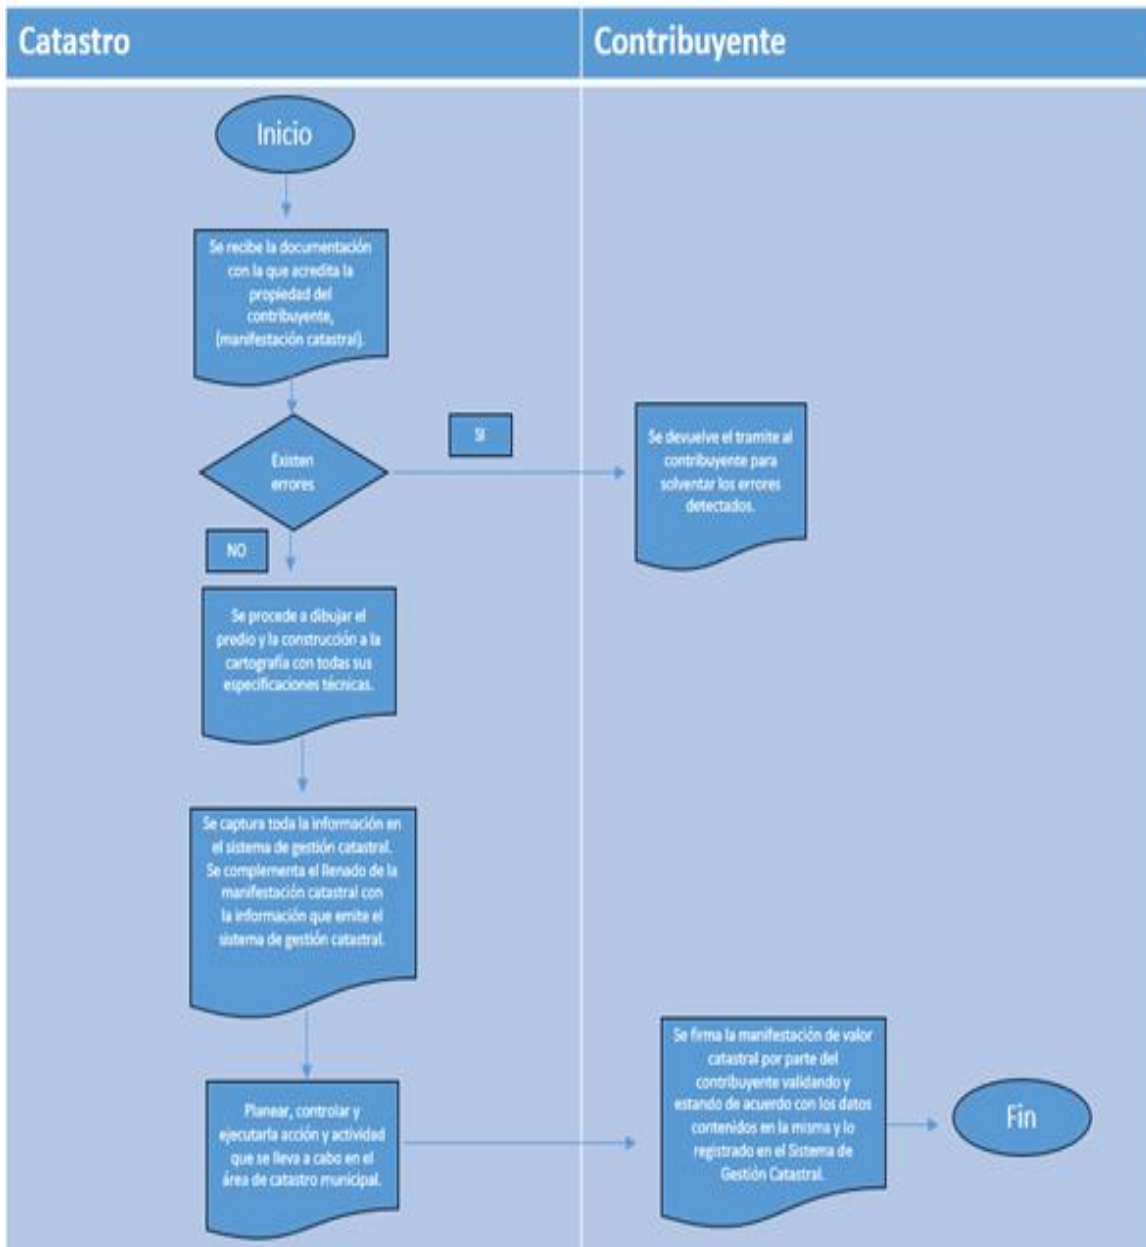 Catastro
Contribuyente
Inicio
Se recibe la documentación
con la que acredita la
propiedad del
contribuyente,
(manifestación catastral).
Existen
errores
SI
Se devuelve el tramite al
contribuyente para
solventar los errores
detectados.
NO
Se procede a dibujar el
predio y la construcción a la
cartografía con todas sus
especificaciones técnicas.
Se captura toda la información en
el sistema de gestión catastral.
Se complementa el llenado de la
manifestación catastral con
la información que emite el
sistema de gestión catastral.
Planear, controlar y
ejecutarla acción y actividad
que se lleva a cabo en el
área de catastro municipal.
Se firma la manifestación de valor
catastral por parte del
contribuyente validando y
estando de acuerdo con los datos
contenidos en la misma y lo
registrado en el Sistema de
Gestión Catastral.
Fin